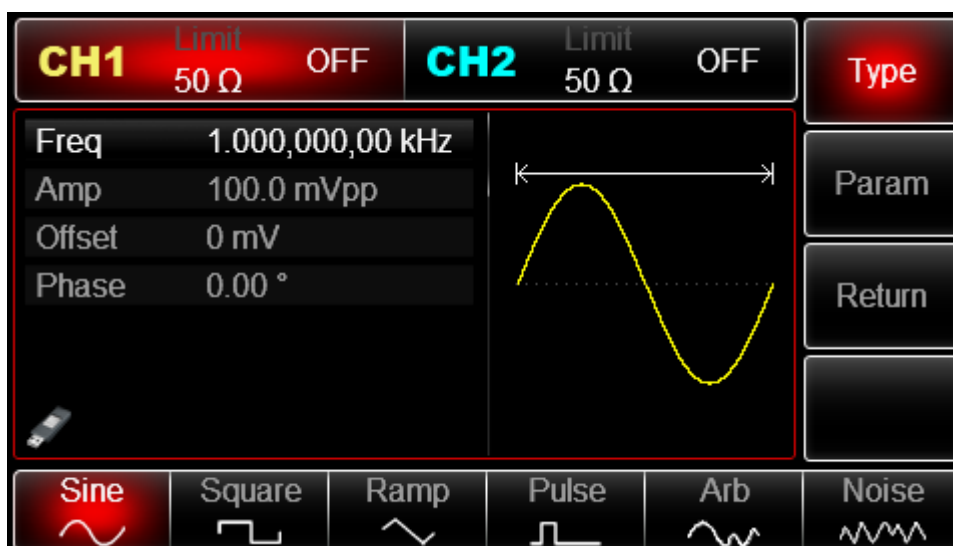 CH1 Limit 50 Ω OFF
CH2 Limit 50 Ω OFF
Type
Freq 1.000,000,00 kHz
Amp 100.0 mVpp
Offset 0 mV
Phase 0.00 °
Param
Return
Sine Square Ramp Pulse Arb Noise